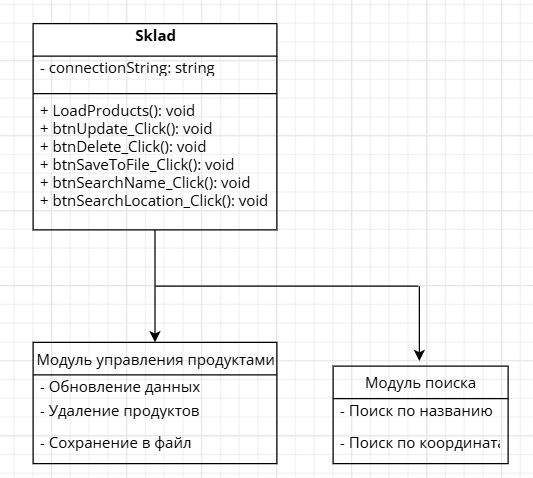 Sklad
- connectionString: string
+ LoadProducts(): void
+ btnUpdate_Click(): void
+ btnDelete_Click(): void
+ btnSaveToFile_Click(): void
+ btnSearchName_Click(): void
+ btnSearchLocation_Click(): void
Модуль управления продуктами
- Обновление данных
- Удаление продуктов
- Сохранение в файл
Модуль поиска
- Поиск по названию
- Поиск по координата